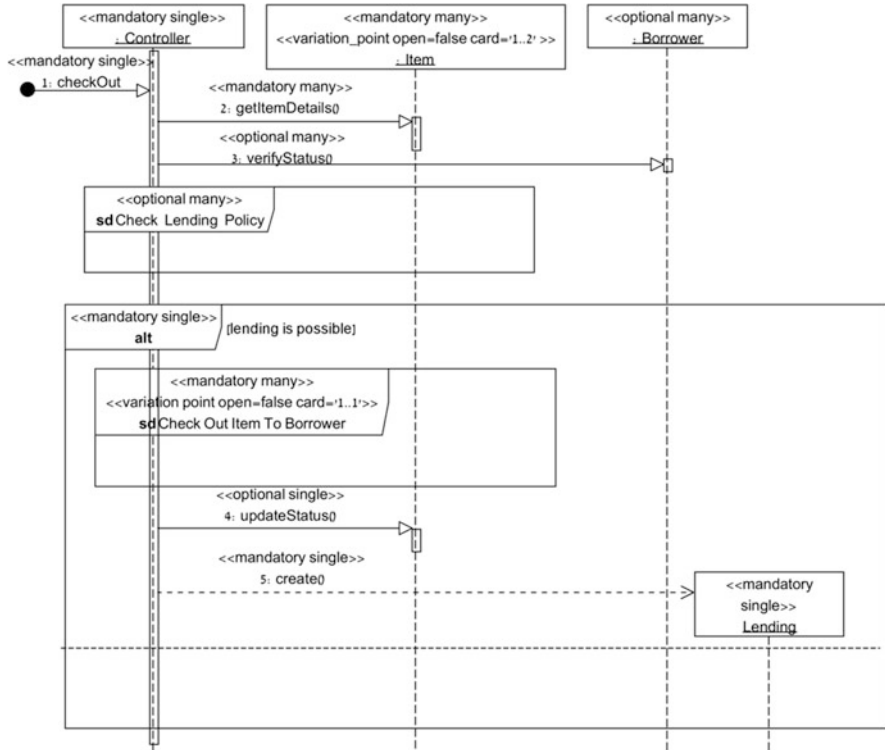 <<mandatory single>>
: Controller
<<mandatory many>>
<<variation_point open=false card='1..2' >>
: Item
<<optional many>>
: Borrower
<<mandatory single>>
1: checkOut
<<mandatory many>>
2: getItemDetails()
<<optional many>>
3: verifyStatus()
<<optional many>>
sd Check Lending Policy
<<mandatory single>>
alt
[lending is possible]
<<mandatory many>>
<<variation point open=false card='1..1'>>
sd Check Out Item To Borrower
<<optional single>>
4: updateStatus()
<<mandatory single>>
5: create()
<<mandatory
single>>
Lending